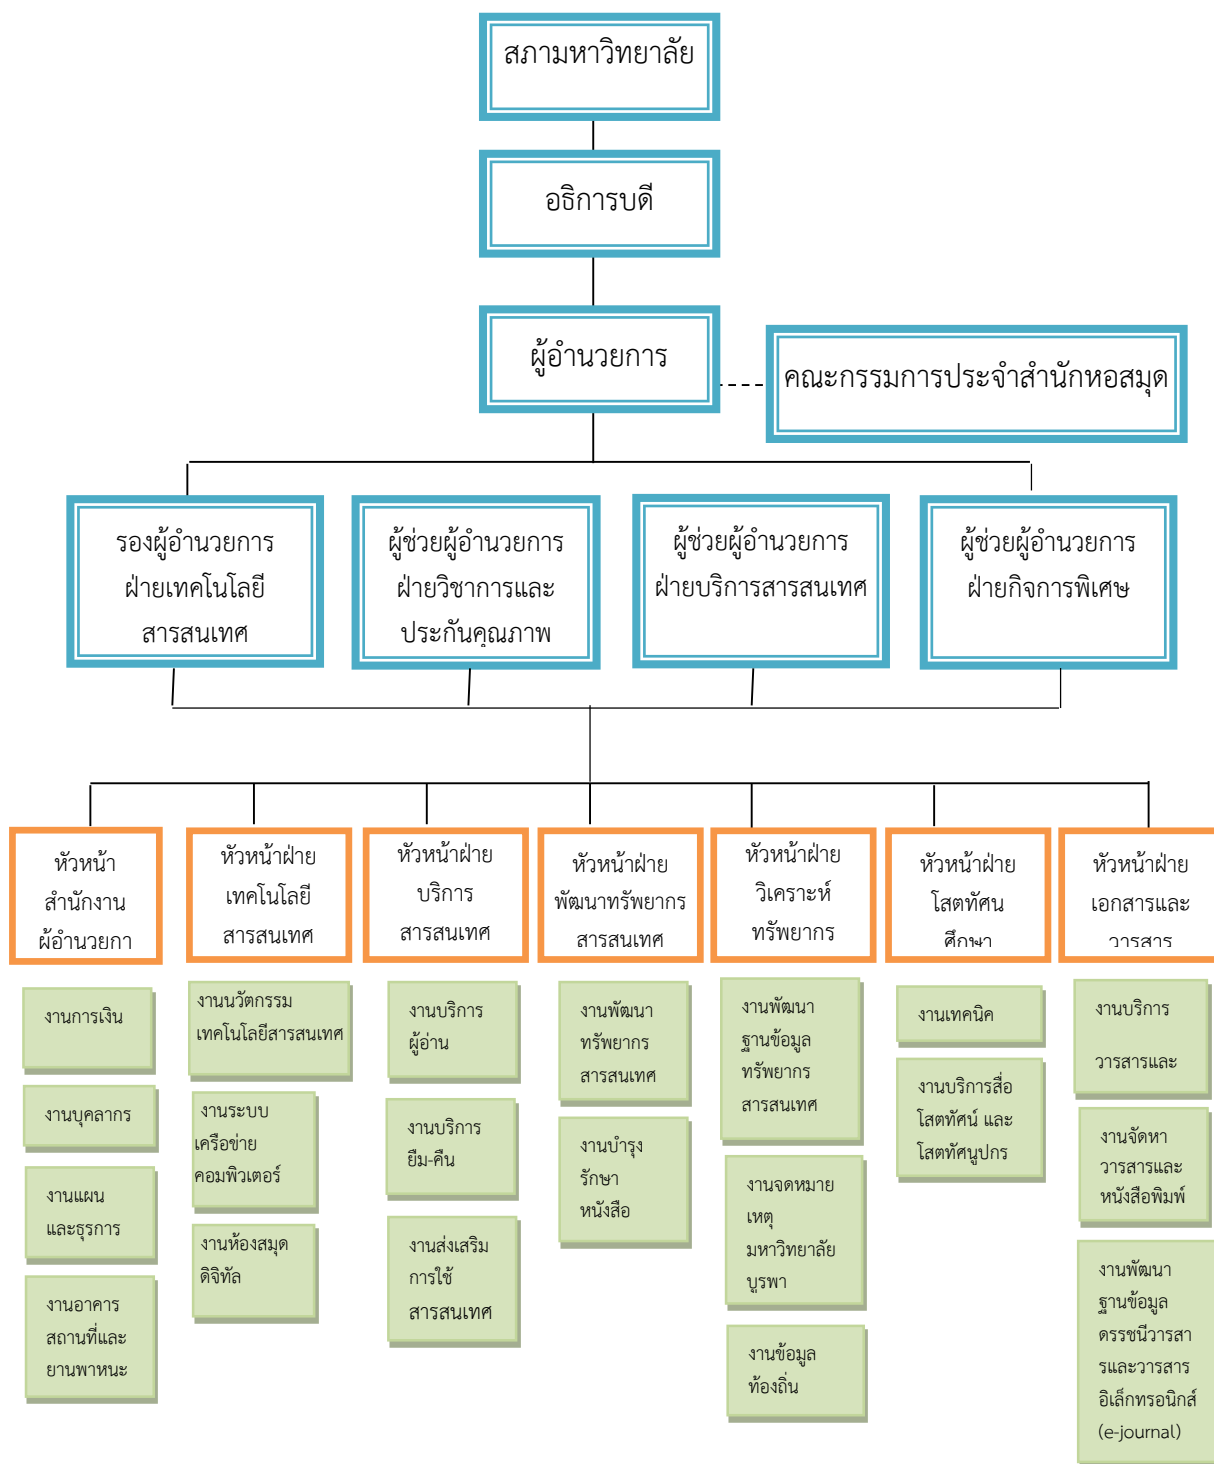 สภามหาวิทยาลัย
อธิการบดี
ผู้อำนวยการ
คณะกรรมการประจำสำนักหอสมุด
รองผู้อำนวยการ
ฝ่ายเทคโนโลยี
สารสนเทศ
ผู้ช่วยผู้อำนวยการ
ฝ่ายวิชาการและ
ประกันคุณภาพ
ผู้ช่วยผู้อำนวยการ
ฝ่ายบริการสารสนเทศ
ผู้ช่วยผู้อำนวยการ
ฝ่ายกิจการพิเศษ
หัวหน้า
สำนักงาน
ผู้อำนวยกา
หัวหน้าฝ่าย
เทคโนโลยี
สารสนเทศ
หัวหน้าฝ่าย
บริการ
สารสนเทศ
หัวหน้าฝ่าย
พัฒนาทรัพยากร
สารสนเทศ
หัวหน้าฝ่าย
วิเคราะห์
ทรัพยากร
หัวหน้าฝ่าย
โสตทัศน
ศึกษา
หัวหน้าฝ่าย
เอกสารและ
วารสาร
งานการเงิน
งานบุคลากร
งานแผน
และธุรการ
งานอาคาร
สถานที่และ
ยานพาหนะ
งานนวัตกรรม
เทคโนโลยีสารสนเทศ
งานระบบ
เครือข่าย
คอมพิวเตอร์
งานห้องสมุด
ดิจิทัล
งานบริการ
ผู้อ่าน
งานบริการ
ยืม-คืน
งานส่งเสริม
การใช้
สารสนเทศ
งานพัฒนา
ทรัพยากร
สารสนเทศ
งานบำรุง
รักษา
หนังสือ
งานพัฒนา
ฐานข้อมูล
ทรัพยากร
สารสนเทศ
งานจดหมาย
เหตุ
มหาวิทยาลัย
บูรพา
งานข้อมูล
ท้องถิ่น
งานเทคนิค
งานบริการสื่อ
โสตทัศน์ และ
โสตทัศนูปกร
งานบริการ
วารสารและ
งานจัดหา
วารสารและ
หนังสือพิมพ์
งานพัฒนา
ฐานข้อมูล
ดรรชนีวารสา
รและวารสาร
อิเล็กทรอนิกส์
(e-journal)